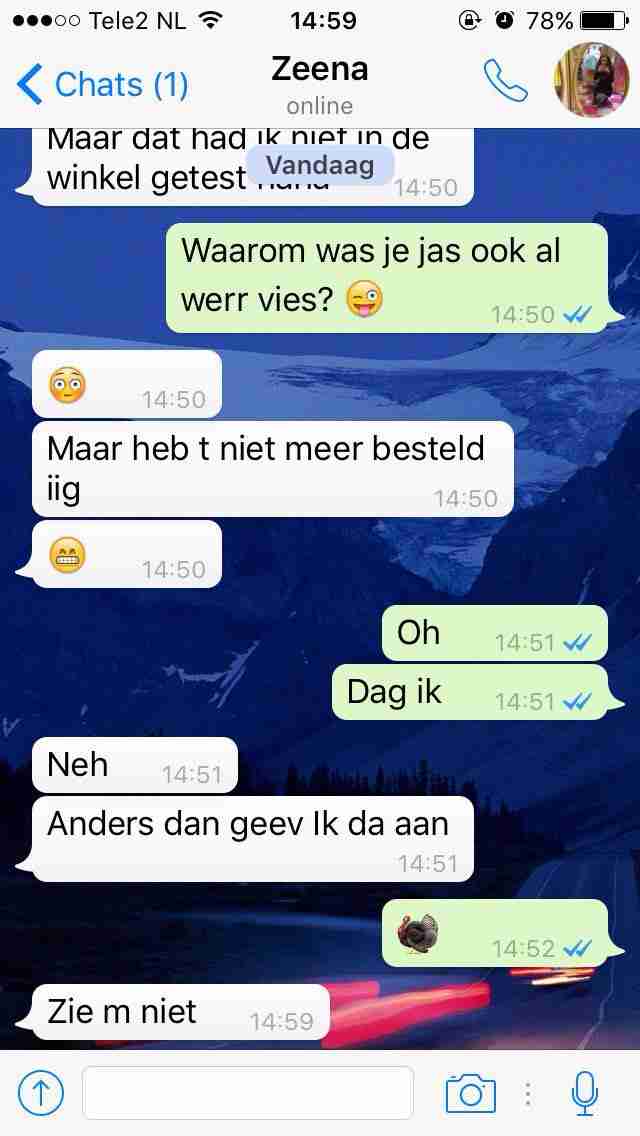 Tele2 NL 14:59 78%
Chats (1) Zeena
online
Maar dat had ik niet in de
winkel getest 14:50
Vandaag
Waarom was je jas ook al
werr vies? 😜 14:50
😳 14:50
Maar heb t niet meer besteld
iig 14:50
😁 14:50
Oh 14:51
Dag ik 14:51
Neh 14:51
Anders dan geev Ik da aan
14:51
🦃 14:52
Zie m niet 14:59